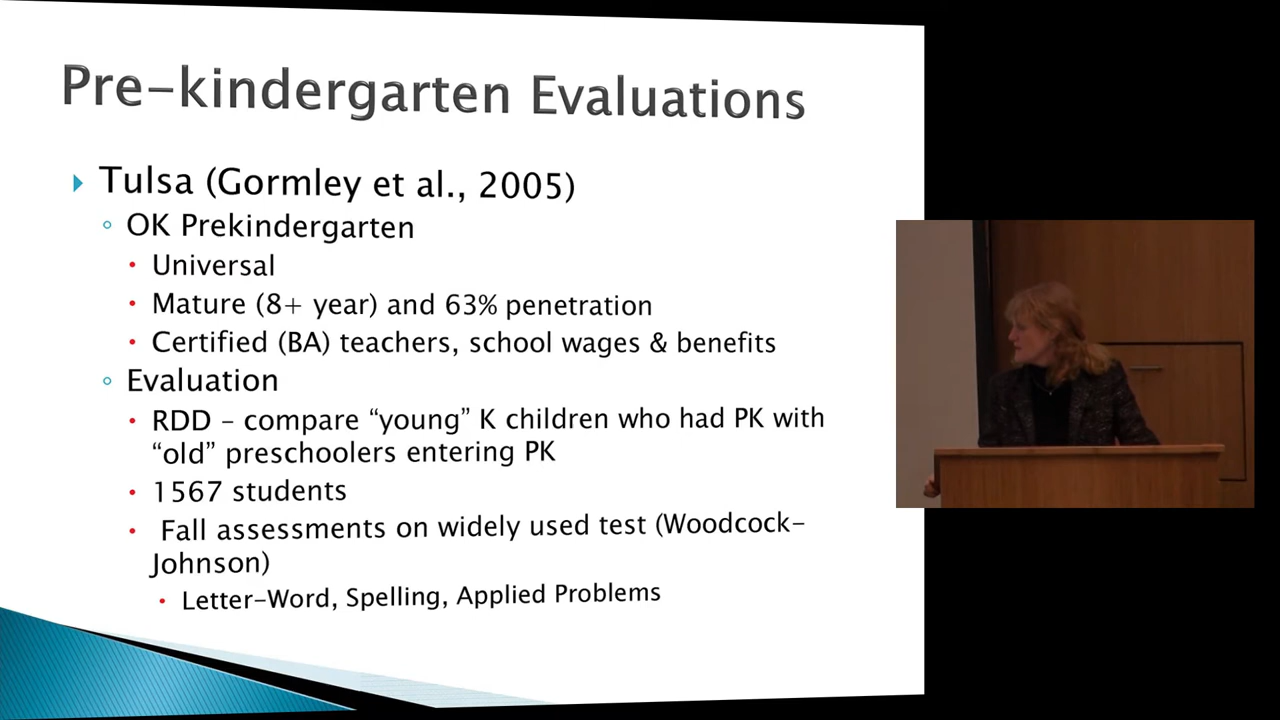 Pre-kindergarten Evaluations
Tulsa (Gormley et al., 2005)
OK Prekindergarten
Universal
Mature (8+ year) and 63% penetration
Certified (BA) teachers, school wages & benefits
Evaluation
RDD – compare “young” K children who had PK with
“old” preschoolers entering PK
1567 students
Fall assessments on widely used test (Woodcock-
Johnson)
Letter-Word, Spelling, Applied Problems